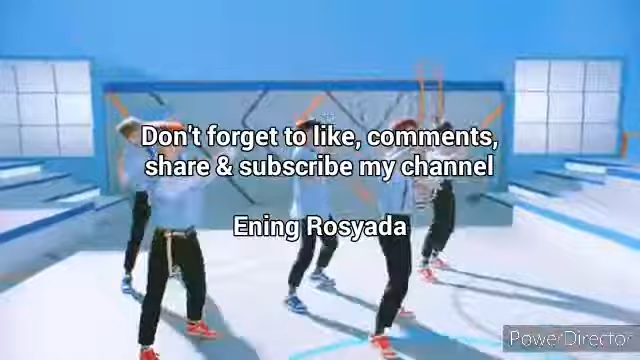 Don't forget to like, comments,
share & subscribe my channel
Ening Rosyada
PowerDirector